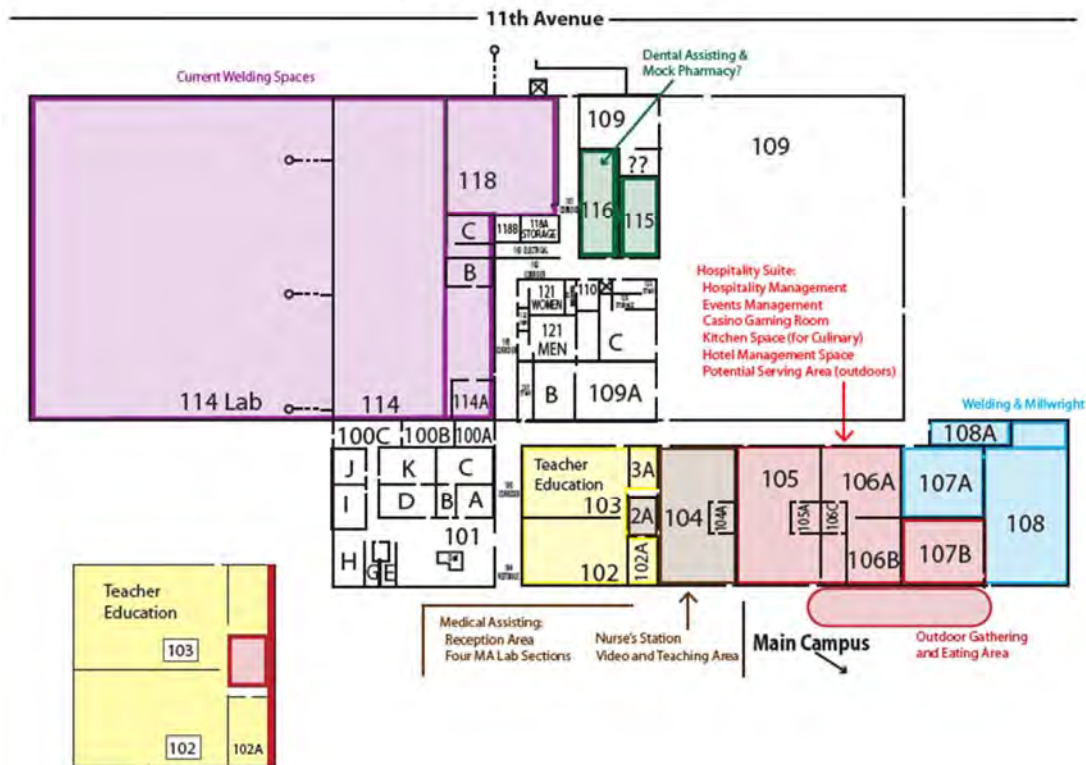 11th Avenue
Dental Assisting &
Mock Pharmacy?
Current Welding Spaces
109
109
??
118
116
115
C
118B
118A
STORAGE
B
Hospitality Suite:
Hospitality Management
Events Management
Casino Gaming Room
Kitchen Space (for Culinary)
Hotel Management Space
Potential Serving Area (outdoors)
121
WOMEN
110
121
MEN
C
114 Lab
114
114A
B
109A
Welding & Millwright
100C
100B
100A
108A
J
K
C
I
D
B
A
101
H
G
E
Teacher
Education
3A
103
2A
102
102A
104
104A
105
105A
106C
106A
106B
107A
107B
108
Medical Assisting:
Reception Area
Four MA Lab Sections
Nurse's Station
Video and Teaching Area
Main Campus
Outdoor Gathering
and Eating Area
Teacher
Education
103
102
102A